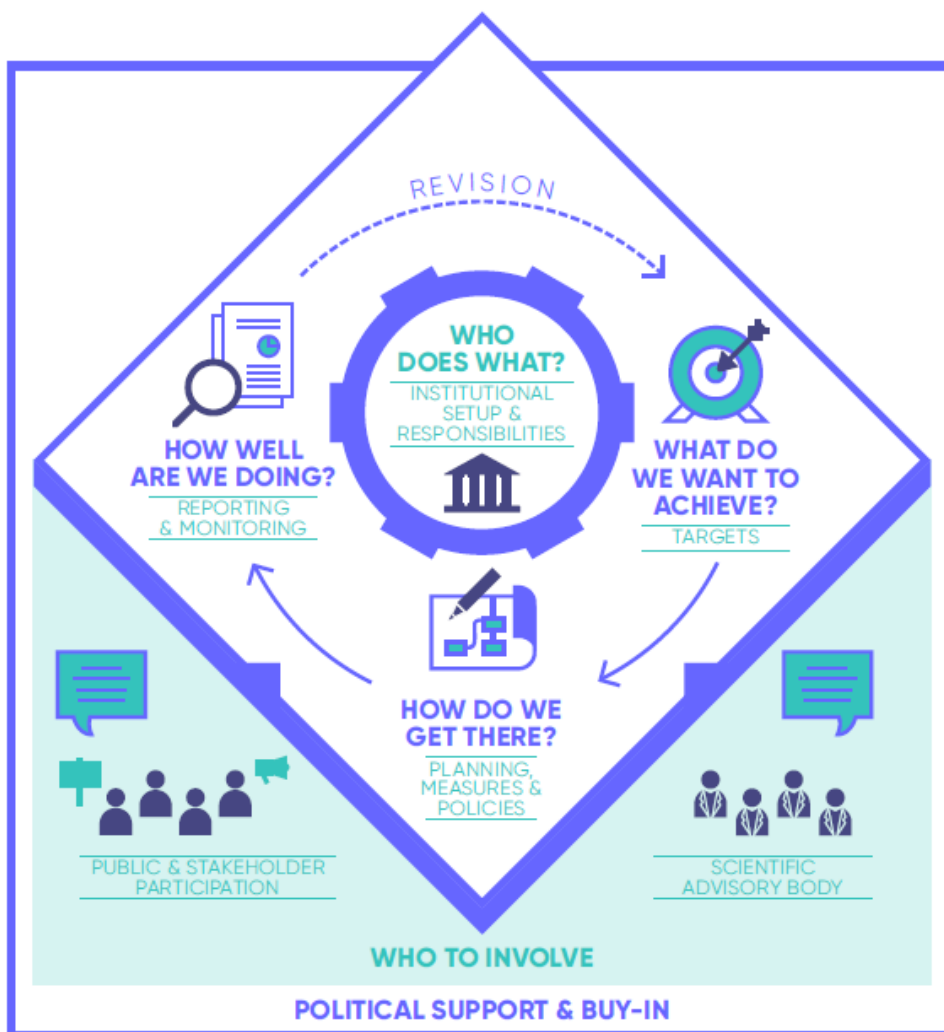 REVISION
WHO
DOES WHAT?
INSTITUTIONAL
SETUP &
RESPONSIBILITIES
HOW WELL
ARE WE DOING?
REPORTING
& MONITORING
WHAT DO
WE WANT TO
ACHIEVE?
TARGETS
HOW DO WE
GET THERE?
PLANNING,
MEASURES &
POLICIES
PUBLIC & STAKEHOLDER
PARTICIPATION
SCIENTIFIC
ADVISORY BODY
WHO TO INVOLVE
POLITICAL SUPPORT & BUY-IN